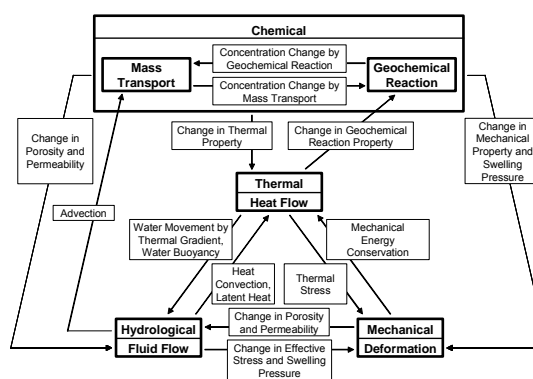 Chemical
Mass
Transport
Concentration Change by
Geochemical Reaction
Geochemical
Reaction
Concentration Change by
Mass Transport
Change in
Porosity and
Permeability
Change in Thermal
Property
Change in Geochemical
Reaction Property
Change in
Mechanical
Property and
Swelling
Pressure
Thermal
Heat Flow
Advection
Water Movement by
Thermal Gradient,
Water Buoyancy
Mechanical
Energy
Conservation
Heat
Convection,
Latent Heat
Thermal
Stress
Hydrological
Fluid Flow
Change in Porosity
and Permeability
Mechanical
Deformation
Change in Effective
Stress and Swelling
Pressure